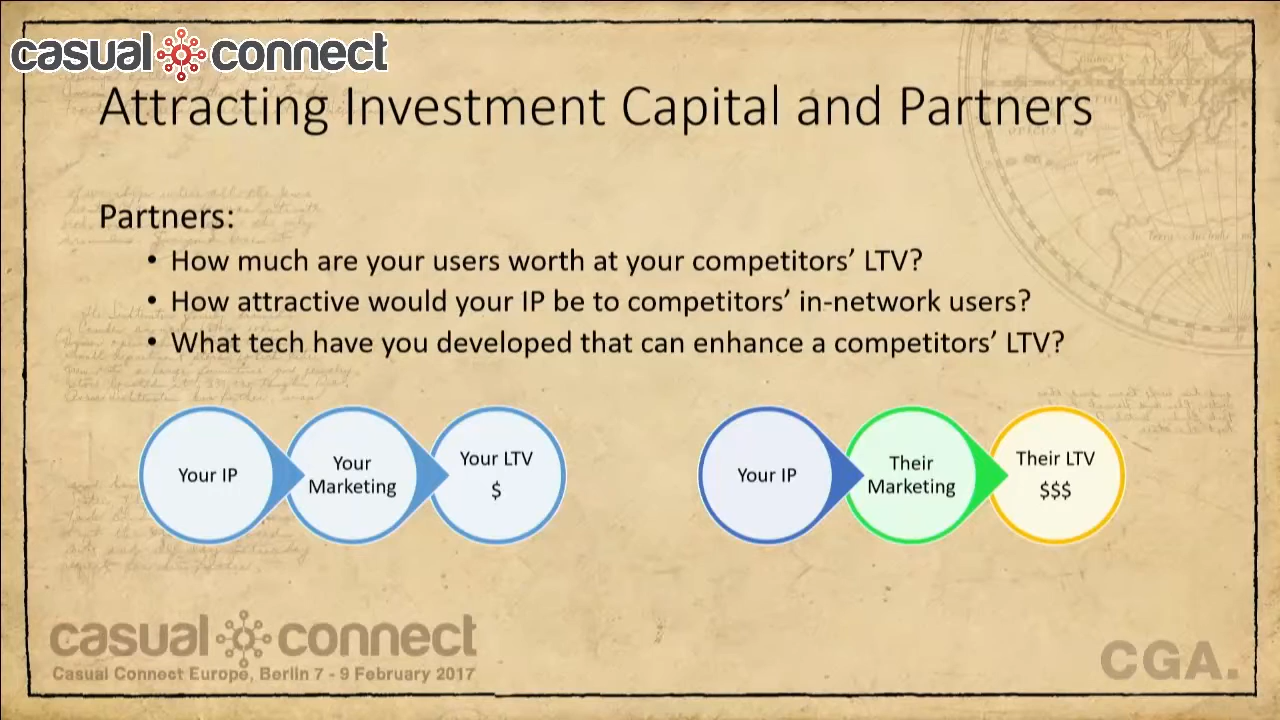 casual connect
Attracting Investment Capital and Partners
Partners:
• How much are your users worth at your competitors’ LTV?
• How attractive would your IP be to competitors’ in-network users?
• What tech have you developed that can enhance a competitors’ LTV?
Your IP
Your
Marketing
Your LTV
$
Your IP
Their
Marketing
Their LTV
$$$
casual connect
Casual Connect Europe, Berlin 7 - 9 February 2017
CGA.